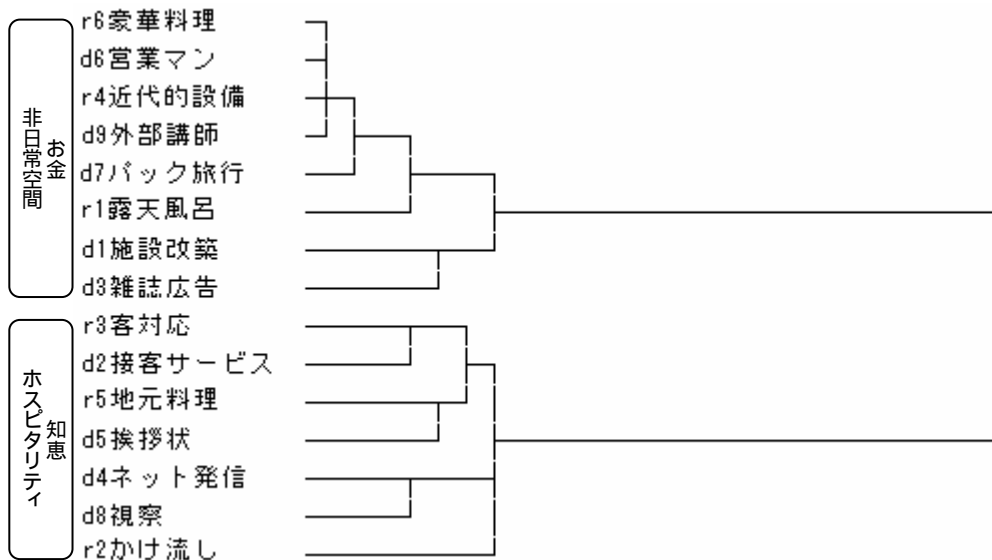 お金
非日常空間
r6豪華料理
d6営業マン
r4近代的設備
d9外部講師
d7パック旅行
r1露天風呂
d1施設改築
d3雑誌広告
知恵
ホスピタリティ
r3客対応
d2接客サービス
r5地元料理
d5挨拶状
d4ネット発信
d8視察
r2かけ流し